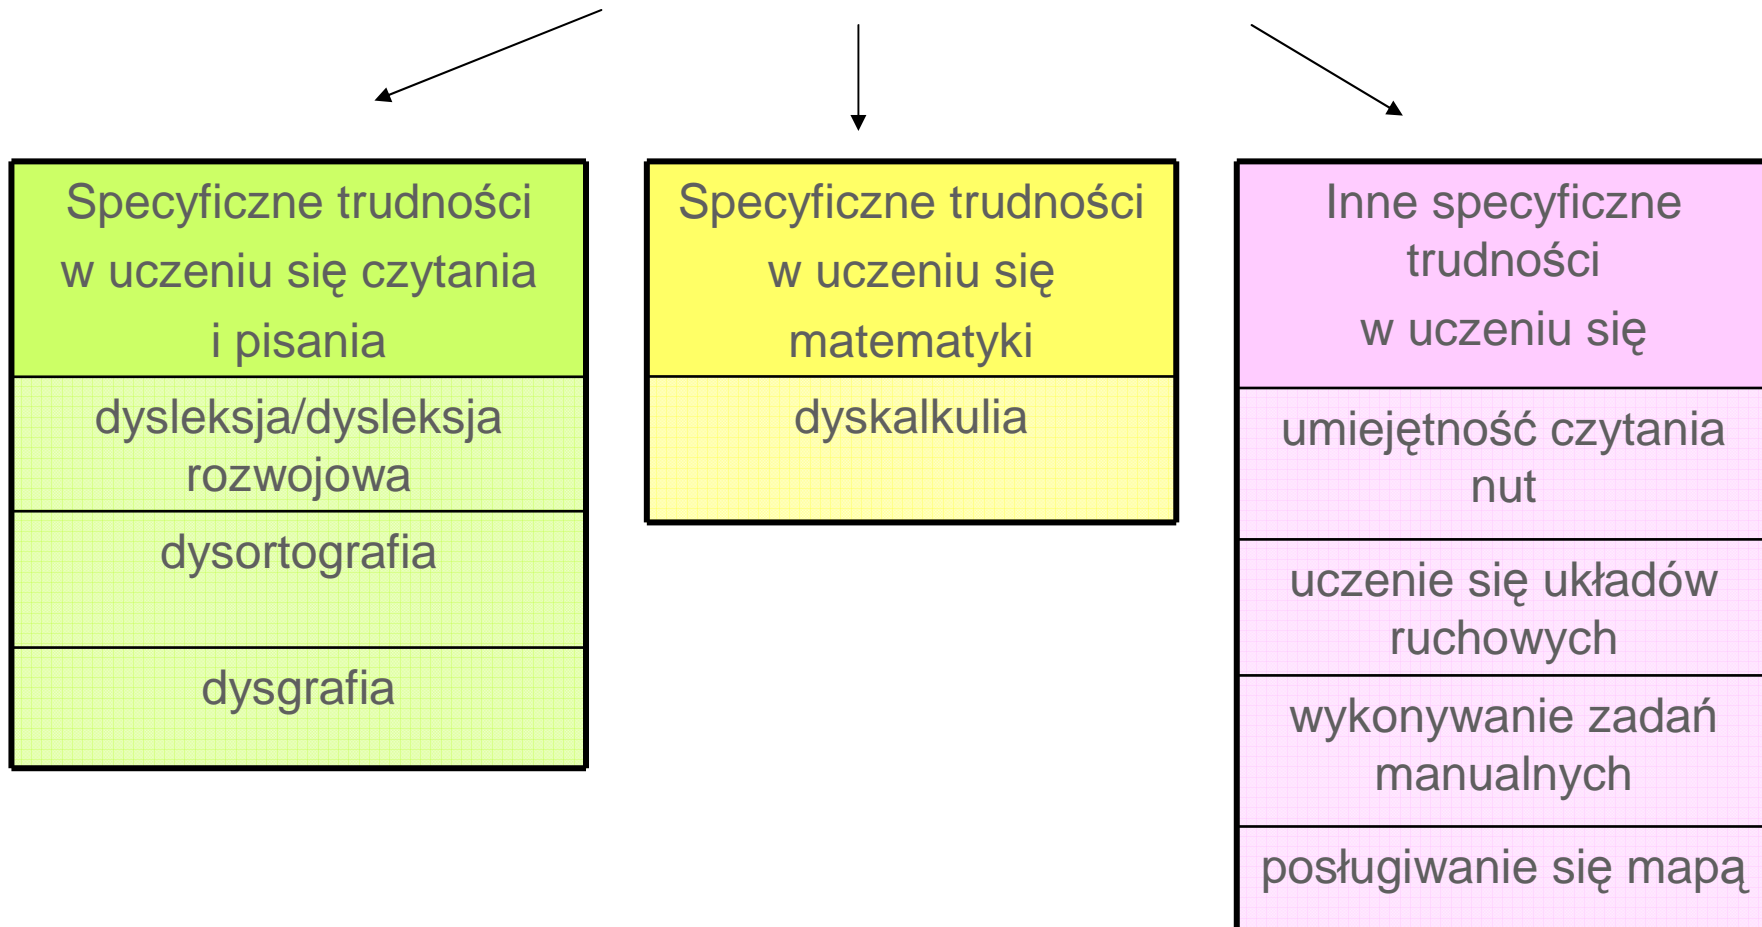 Specyficzne trudności
w uczeniu się czytania
i pisania
dysleksja/dysleksja
rozwojowa
dysortografia
dysgrafia
Specyficzne trudności
w uczeniu się
matematyki
dyskalkulia
Inne specyficzne
trudności
w uczeniu się
umiejętność czytania
nut
uczenie się układów
ruchowych
wykonywanie zadań
manualnych
posługiwanie się mapą